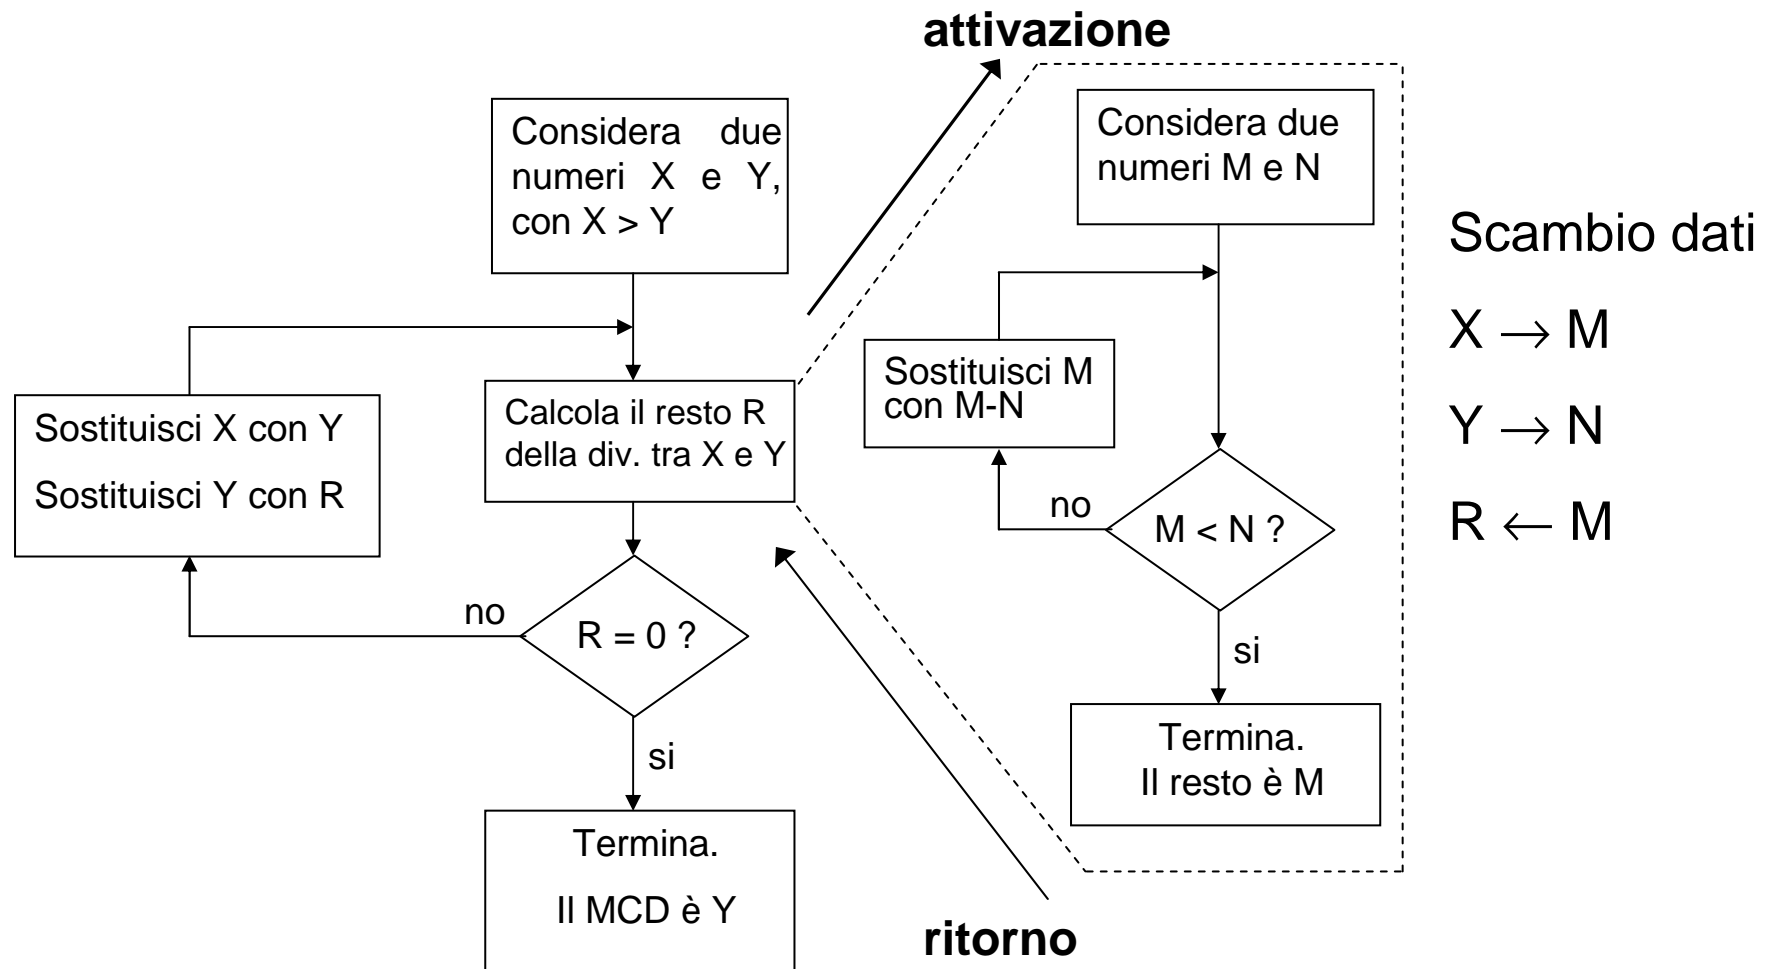 attivazione
Considera due
numeri X e Y,
con X > Y
Considera due
numeri M e N
Scambio dati
X → M
Y → N
R ← M
Sostituisci X con Y
Sostituisci Y con R
Calcola il resto R
della div. tra X e Y
Sostituisci M
con M-N
no
M < N ?
si
no
R = 0 ?
si
Termina.
Il resto è M
Termina.
Il MCD è Y
ritorno